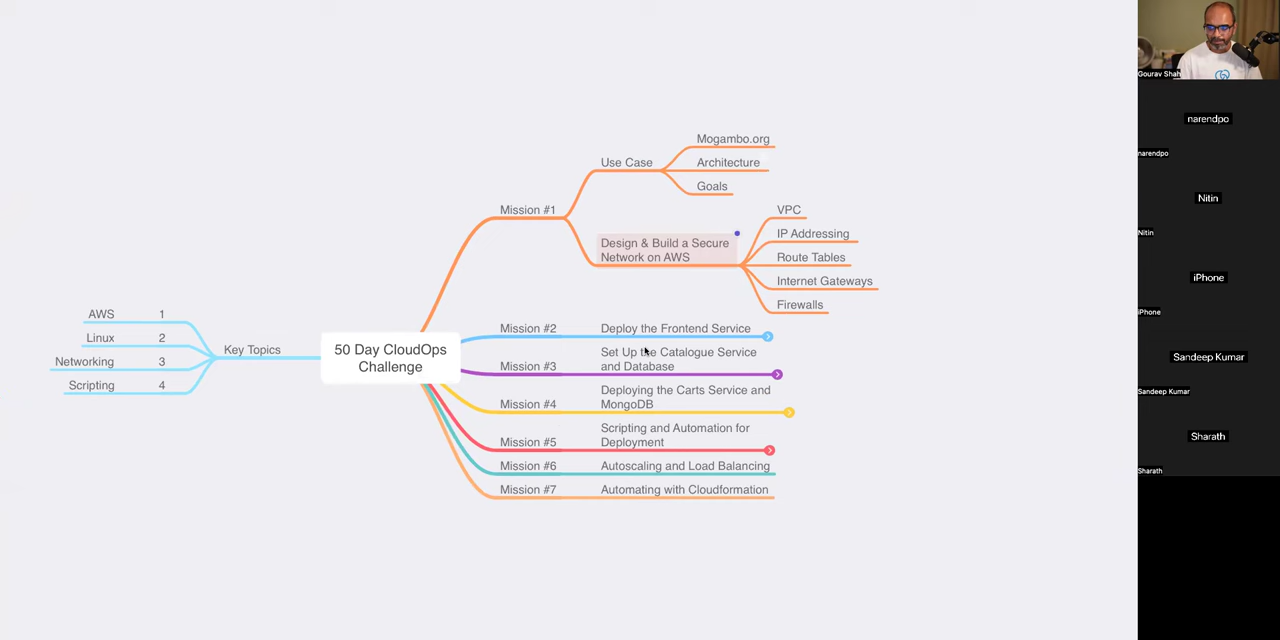 50 Day CloudOps
Challenge
Key Topics
AWS 1
Linux 2
Networking 3
Scripting 4
Mission #1
Use Case
Mogambo.org
Architecture
Goals
Design & Build a Secure
Network on AWS
VPC
IP Addressing
Route Tables
Internet Gateways
Firewalls
Mission #2 Deploy the Frontend Service
Mission #3 Set Up the Catalogue Service
and Database
Mission #4 Deploying the Carts Service and
MongoDB
Mission #5 Scripting and Automation for
Deployment
Mission #6 Autoscaling and Load Balancing
Mission #7 Automating with Cloudformation
Gourav Shah
narendpo
narendpo
Nitin
Nitin
iPhone
iPhone
Sandeep Kumar
Sandeep Kumar
Sharath
Sharath